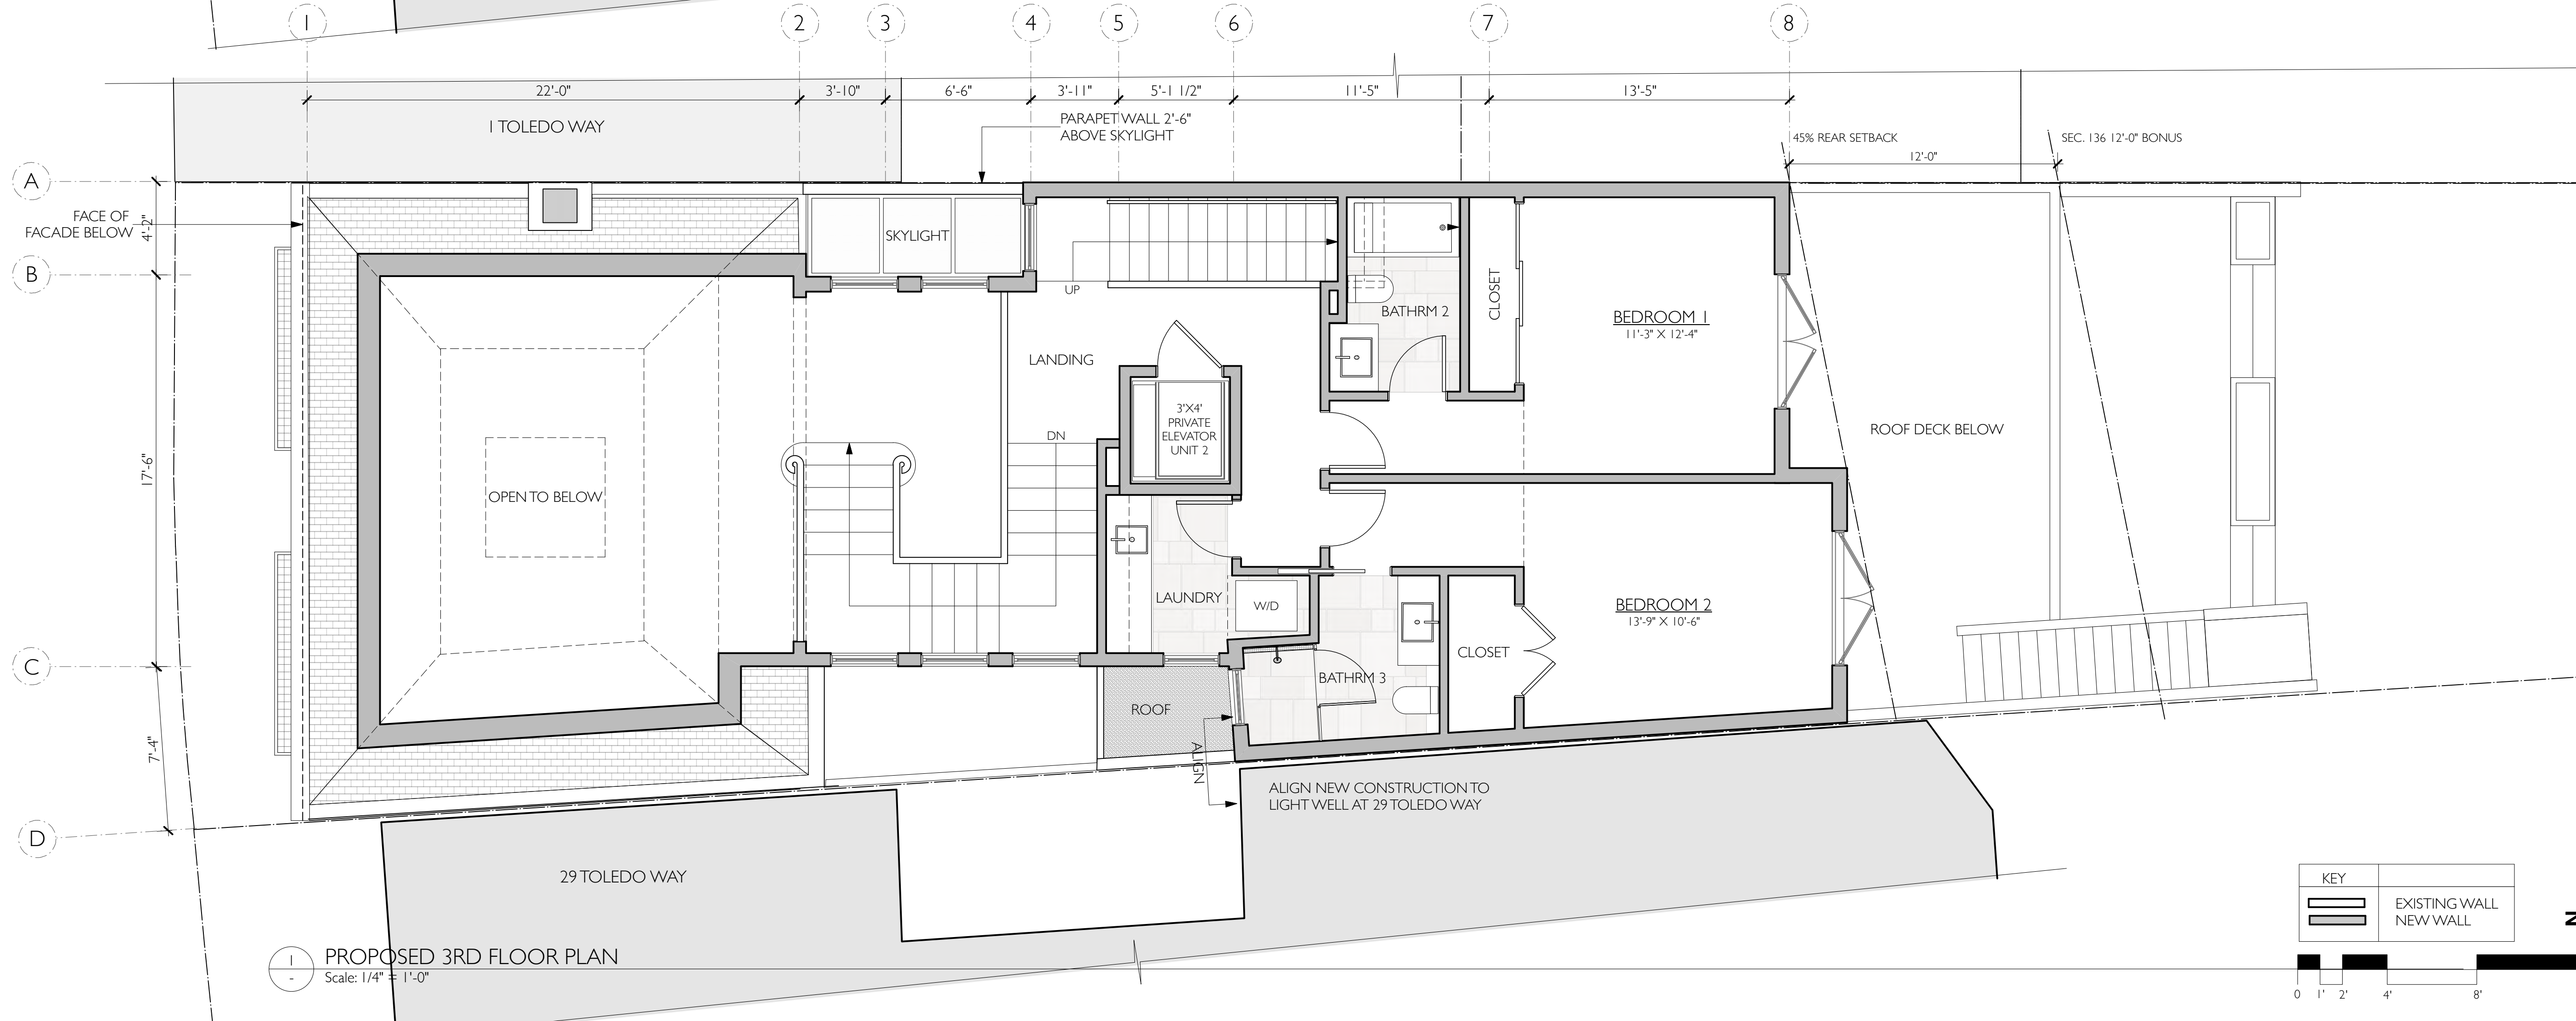 1 2 3 4 5 6 7 8
22'-0" 3'-10" 6'-6" 3'-11" 5'-1 1/2" 11'-5" 13'-5"
1 TOLEDO WAY
PARAPET WALL 2'-6"
ABOVE SKYLIGHT
45% REAR SETBACK
SEC. 136 12'-0" BONUS
12'-0"
A
FACE OF
FACADE BELOW
4'-2"
SKYLIGHT
B
UP
CLOSET
BATHRM 2
BEDROOM 1
11'-3" X 12'-4"
LANDING
3'X4'
PRIVATE
ELEVATOR
UNIT 2
DN
ROOF DECK BELOW
17'-6"
OPEN TO BELOW
LAUNDRY
W/D
BEDROOM 2
13'-9" X 10'-6"
CLOSET
C
BATHRM 3
ROOF
7'-4"
ALIGN
ALIGN NEW CONSTRUCTION TO
LIGHT WELL AT 29 TOLEDO WAY
D
29 TOLEDO WAY
KEY
EXISTING WALL
NEW WALL
N
1
-
PROPOSED 3RD FLOOR PLAN
Scale: 1/4" = 1'-0"
0 1' 2' 4' 8'